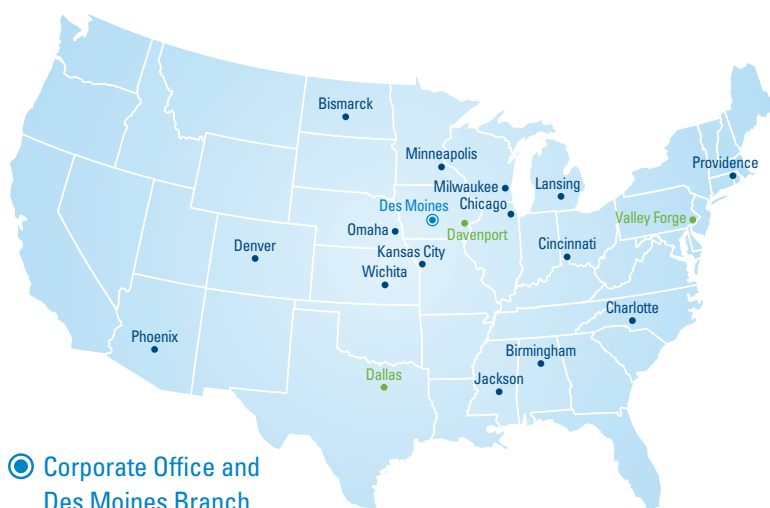 Bismarck
Minneapolis
Providence
Milwaukee
Lansing
Chicago
Des Moines
Valley Forge
Omaha
Davenport
Denver
Cincinnati
Kansas City
Wichita
Charlotte
Phoenix
Birmingham
Dallas
Jackson
Corporate Office and
Des Moines Branch